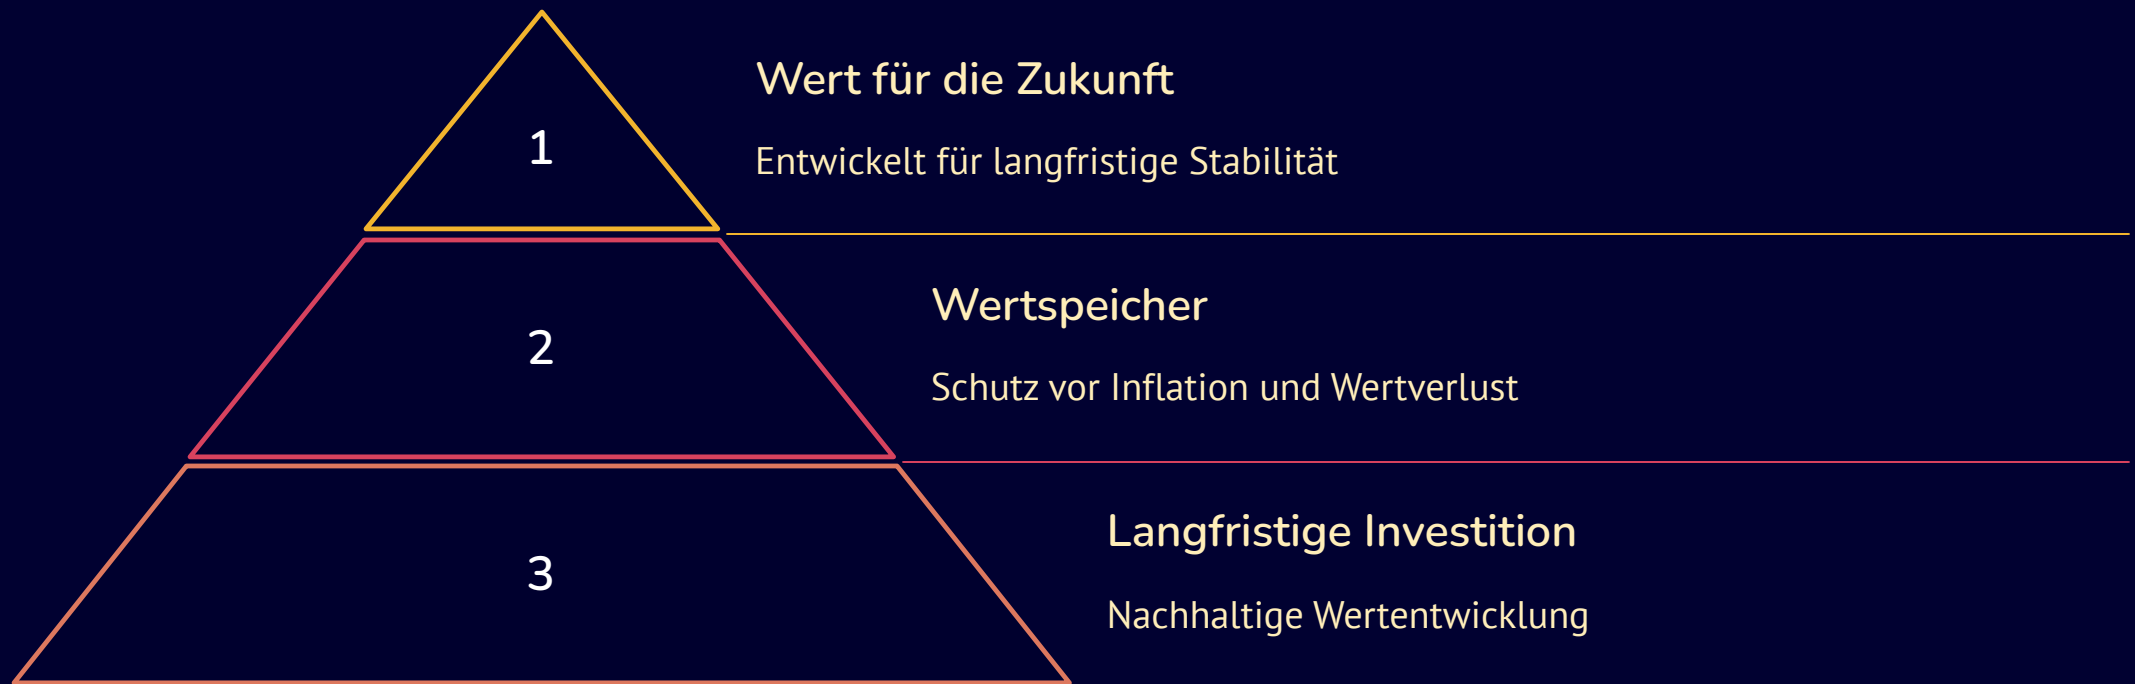 1
Wert für die Zukunft
Entwickelt für langfristige Stabilität
2
Wertspeicher
Schutz vor Inflation und Wertverlust
3
Langfristige Investition
Nachhaltige Wertentwicklung